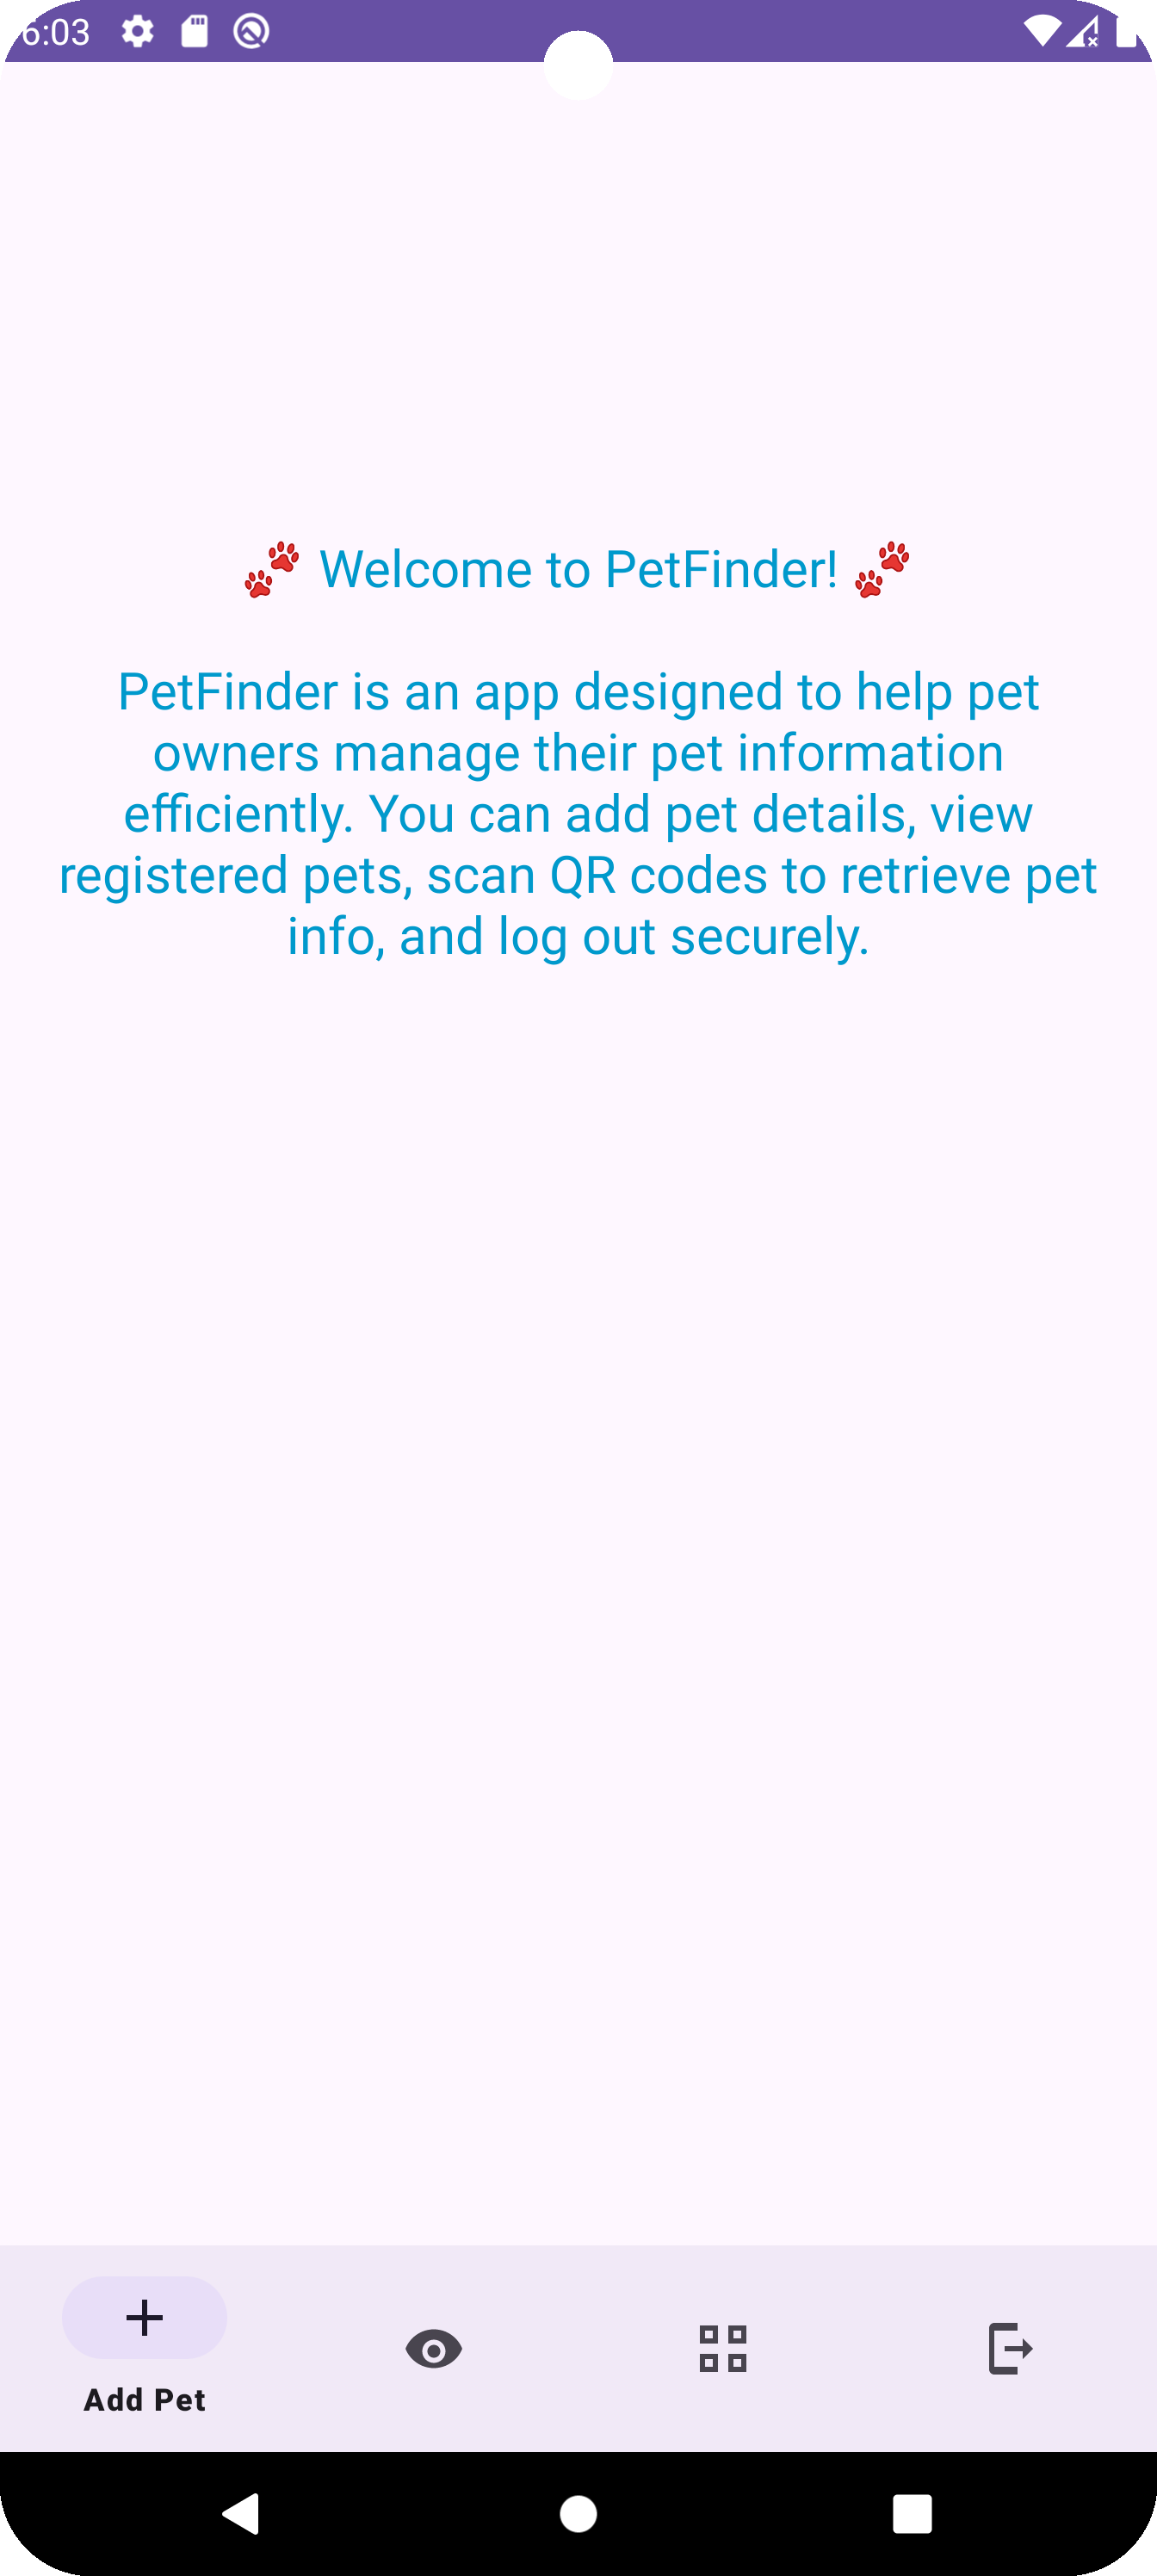 6:03
🐾 Welcome to PetFinder! 🐾
PetFinder is an app designed to help pet
owners manage their pet information
efficiently. You can add pet details, view
registered pets, scan QR codes to retrieve pet
info, and log out securely.
Add Pet